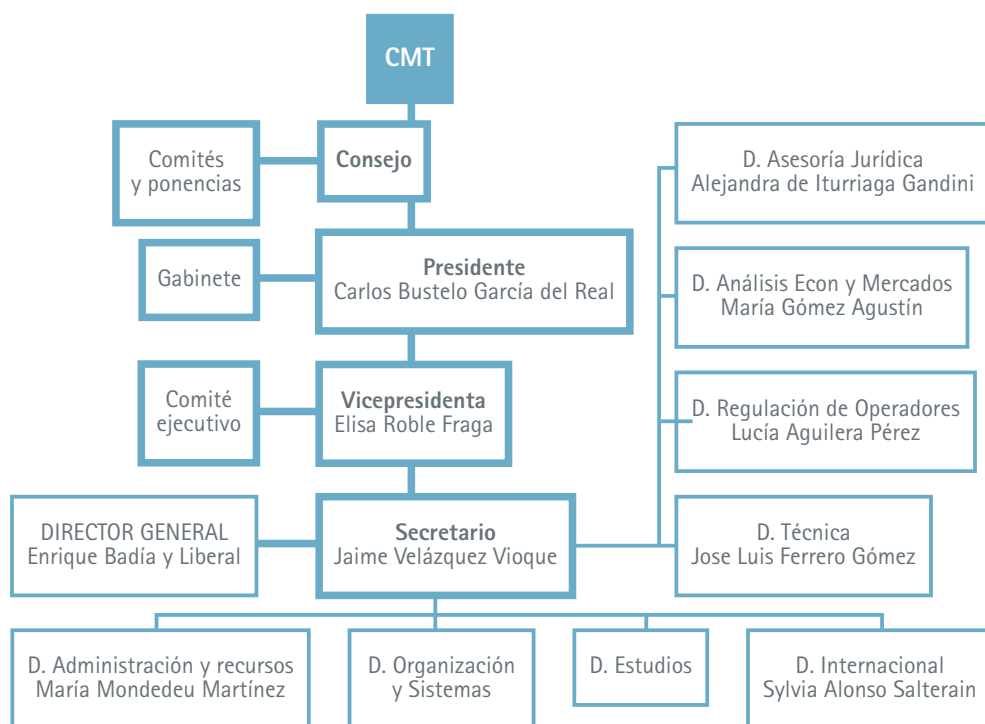 CMT
Comités
y ponencias
Consejo
D. Asesoría Jurídica
Alejandra de Iturriaga Gandini
Gabinete
Presidente
Carlos Bustelo García del Real
D. Análisis Econ y Mercados
María Gómez Agustín
Comité
ejecutivo
Vicepresidenta
Elisa Roble Fraga
D. Regulación de Operadores
Lucía Aguilera Pérez
DIRECTOR GENERAL
Enrique Badía y Liberal
Secretario
Jaime Velázquez Vioque
D. Técnica
Jose Luis Ferrero Gómez
D. Administración y recursos
María Mondedeu Martínez
D. Organización
y Sistemas
D. Estudios
D. Internacional
Sylvia Alonso Salterain